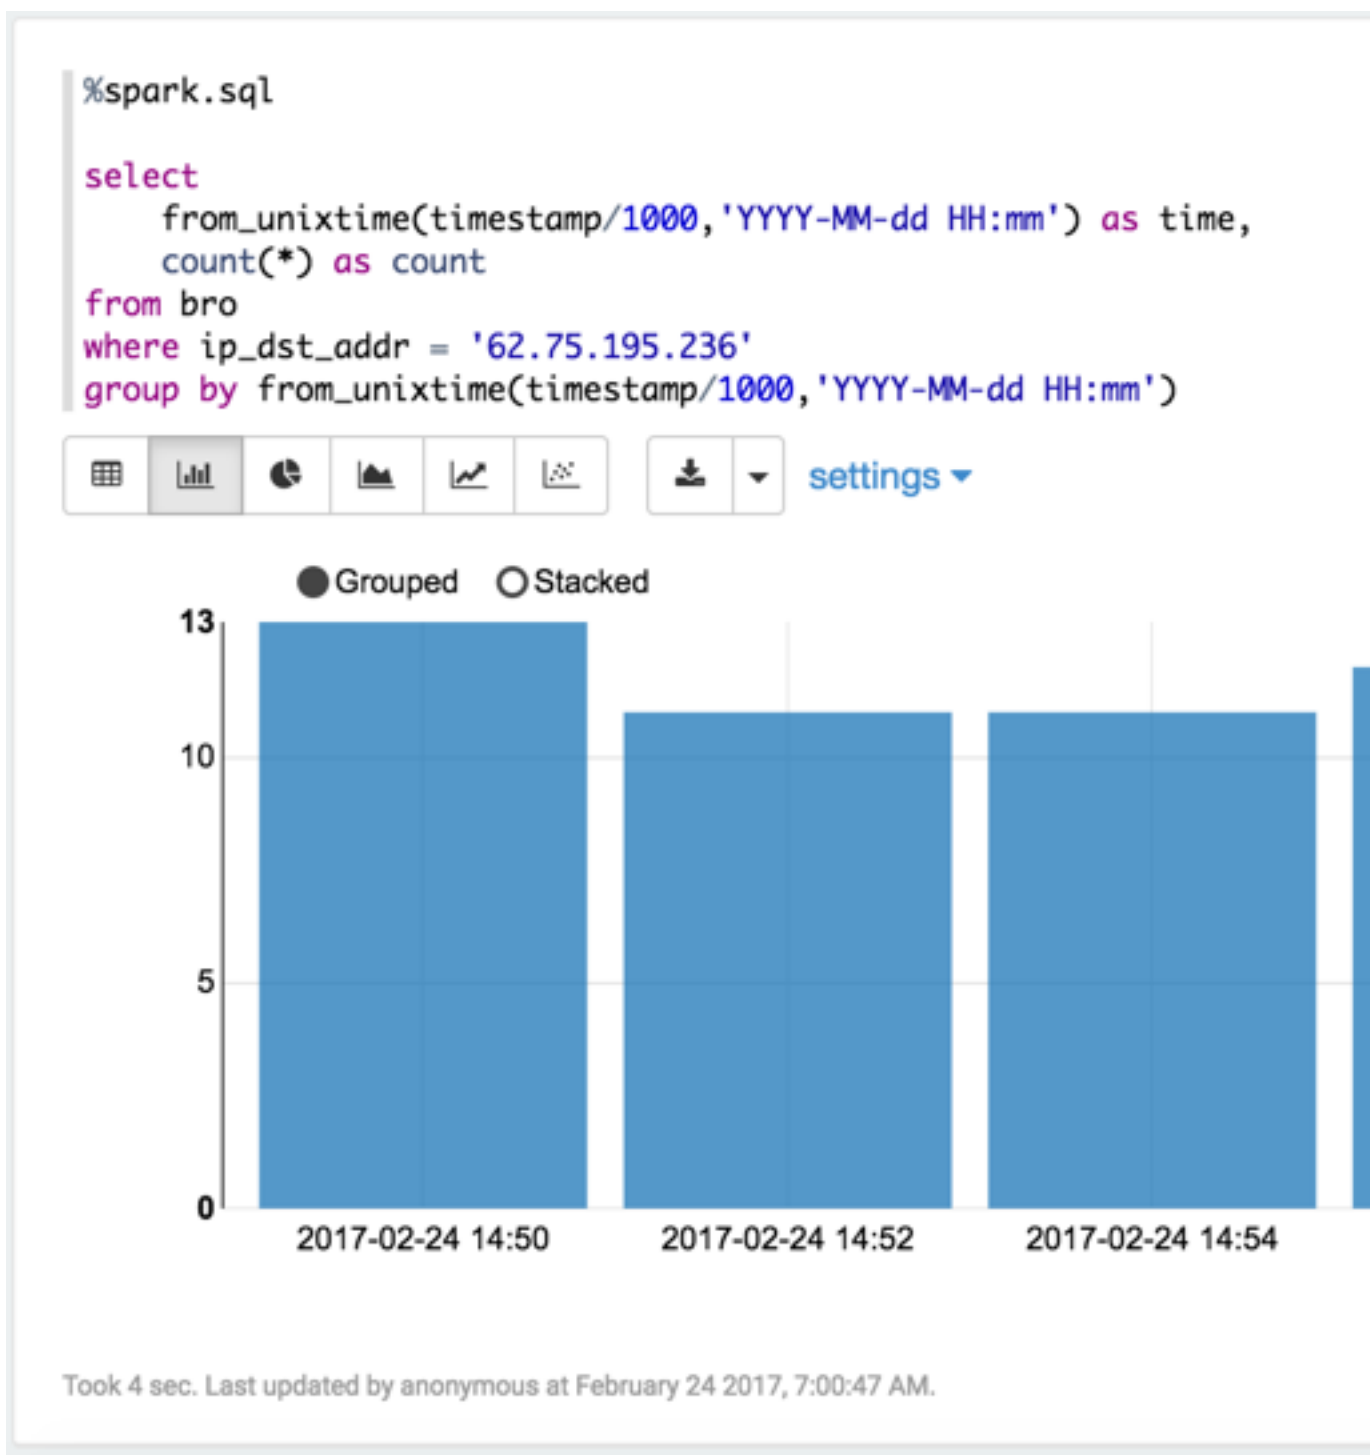 %spark.sql
select
from_unixtime(timestamp/1000,'YYYY-MM-dd HH:mm') as time,
count(*) as count
from bro
where ip_dst_addr = '62.75.195.236'
group by from_unixtime(timestamp/1000,'YYYY-MM-dd HH:mm')
settings
Grouped Stacked
13
10
5
0
2017-02-24 14:50 2017-02-24 14:52 2017-02-24 14:54
Took 4 sec. Last updated by anonymous at February 24 2017, 7:00:47 AM.